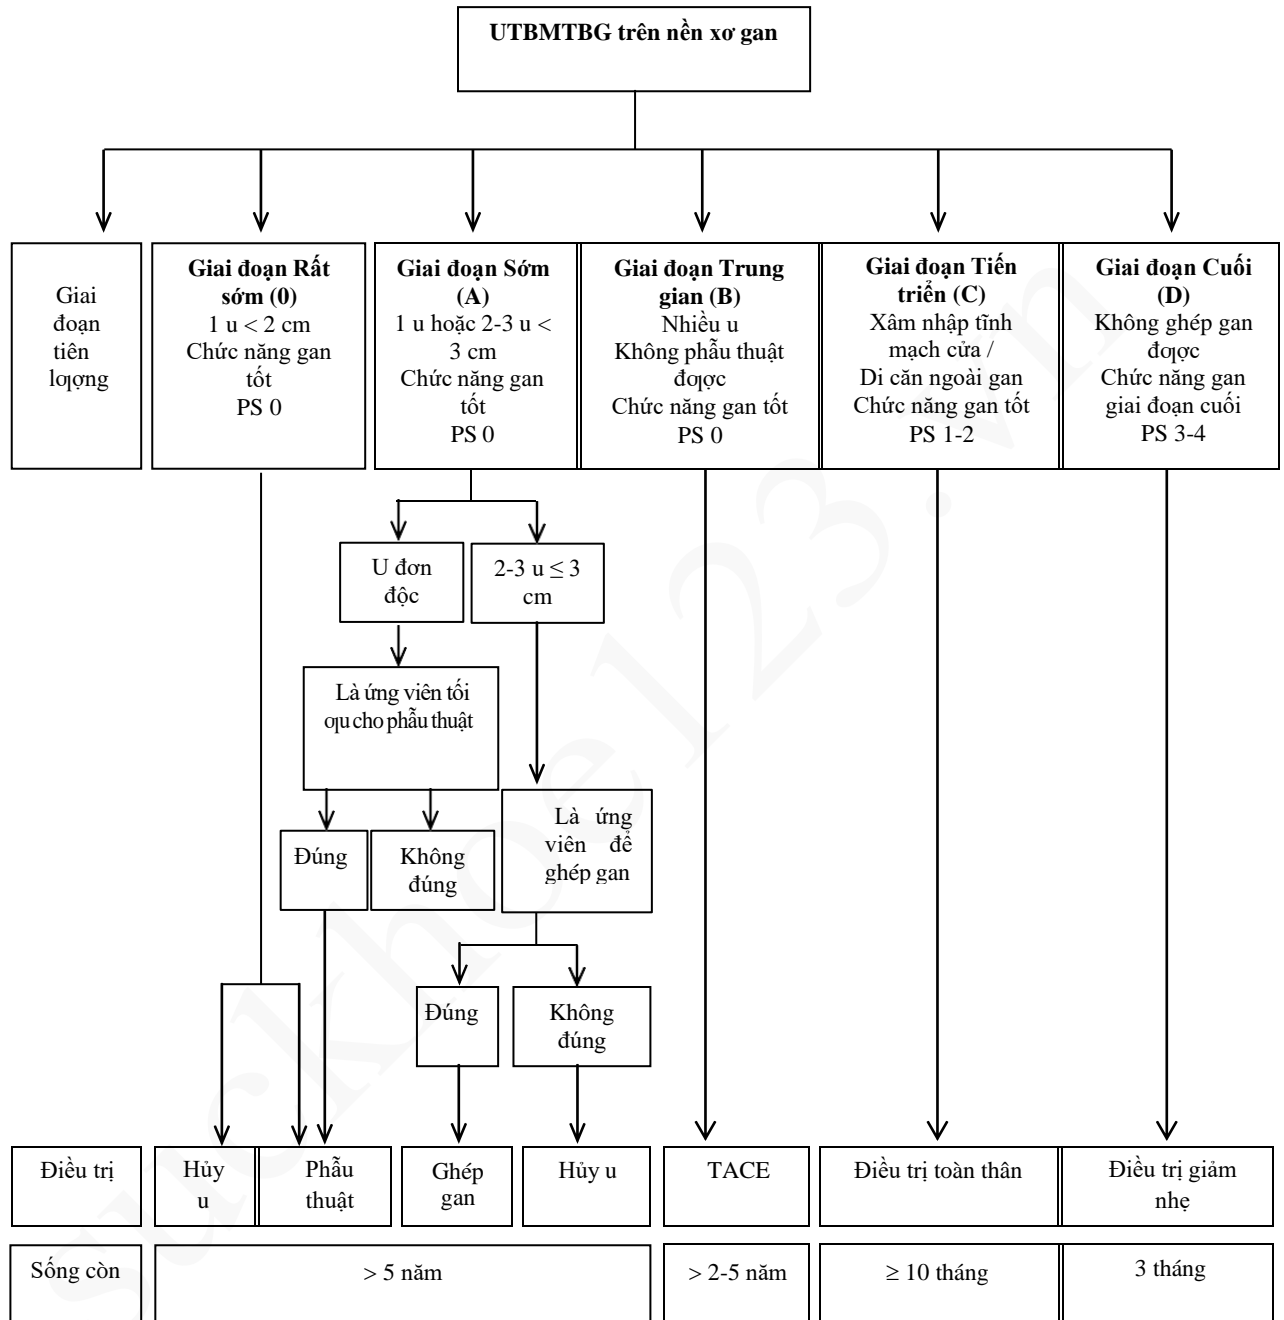 UTBMTBG trên nền xơ gan
Giai
đoạn
tiên
lƣợng
Giai đoạn Rất
sớm (0)
1 u < 2 cm
Chức năng gan
tốt
PS 0
Giai đoạn Sớm
(A)
1 u hoặc 2-3 u <
3 cm
Chức năng gan
tốt
PS 0
Giai đoạn Trung
gian (B)
Nhiều u
Không phẫu thuật
đƣợc
Chức năng gan tốt
PS 0
Giai đoạn Tiến
triển (C)
Xâm nhập tĩnh
mạch cửa /
Di căn ngoài gan
Chức năng gan tốt
PS 1-2
Giai đoạn Cuối
(D)
Không ghép gan
đƣợc
Chức năng gan
giai đoạn cuối
PS 3-4
U đơn
độc
2-3 u ≤ 3
cm
Là ứng viên tối
ƣu cho phẫu thuật
Đúng
Không
đúng
Là ứng
viên để
ghép gan
Đúng
Không
đúng
Điều trị
Hủy
u
Phẫu
thuật
Ghép
gan
Hủy u
TACE
Điều trị toàn thân
Điều trị giảm
nhẹ
Sống còn
> 5 năm
> 2-5 năm
≥ 10 tháng
3 tháng
suckhoe123.vn